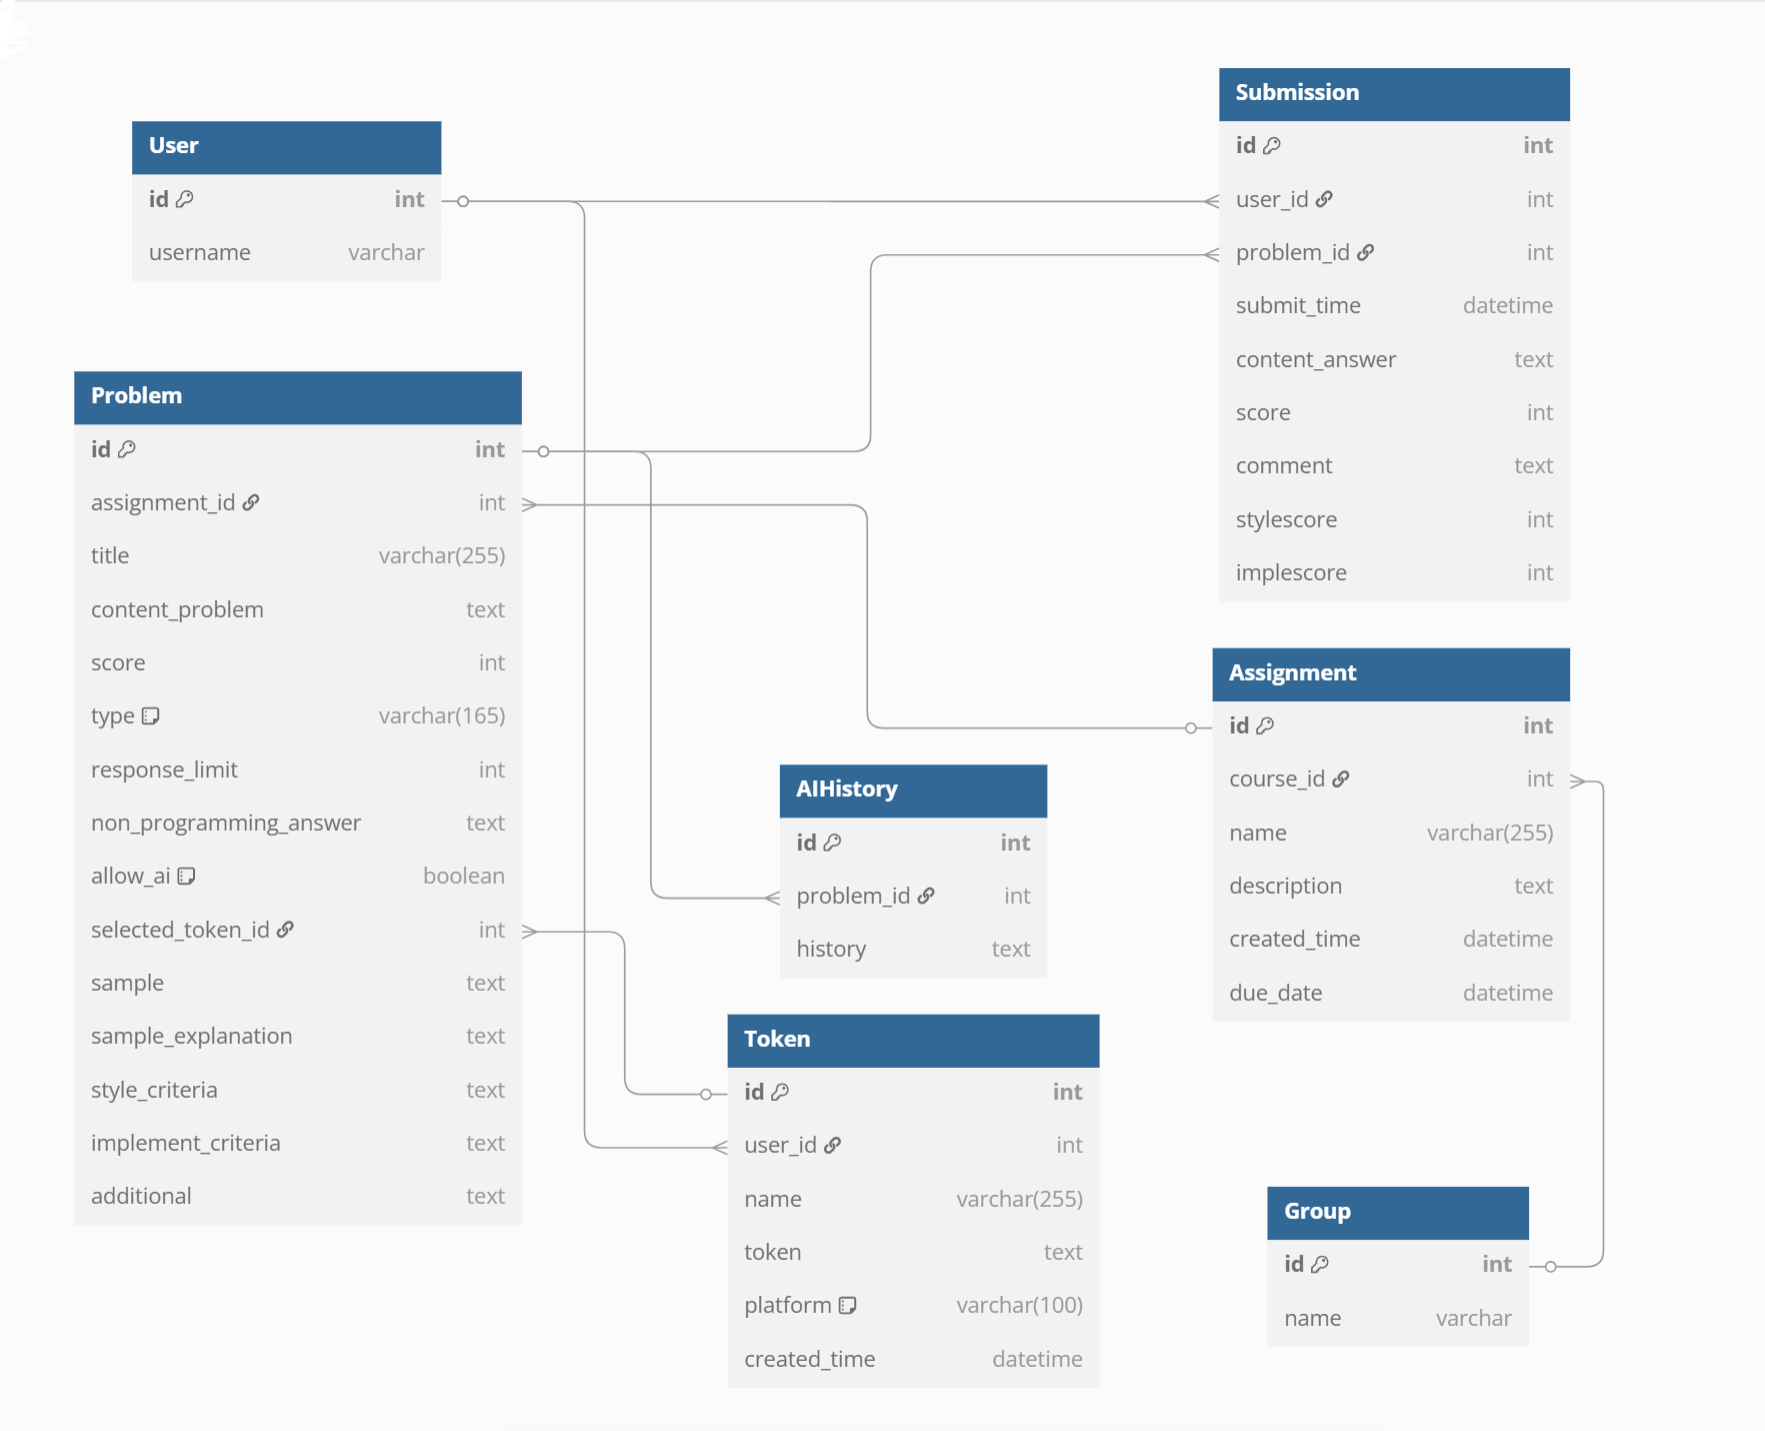 User
id int
username varchar
Problem
id int
assignment_id int
title varchar(255)
content_problem text
score int
type varchar(165)
response_limit int
non_programming_answer text
allow_ai boolean
selected_token_id int
sample text
sample_explanation text
style_criteria text
implement_criteria text
additional text
AIHistory
id int
problem_id int
history text
Token
id int
user_id int
name varchar(255)
token text
platform varchar(100)
created_time datetime
Submission
id int
user_id int
problem_id int
submit_time datetime
content_answer text
score int
comment text
stylescore int
implescore int
Assignment
id int
course_id int
name varchar(255)
description text
created_time datetime
due_date datetime
Group
id int
name varchar